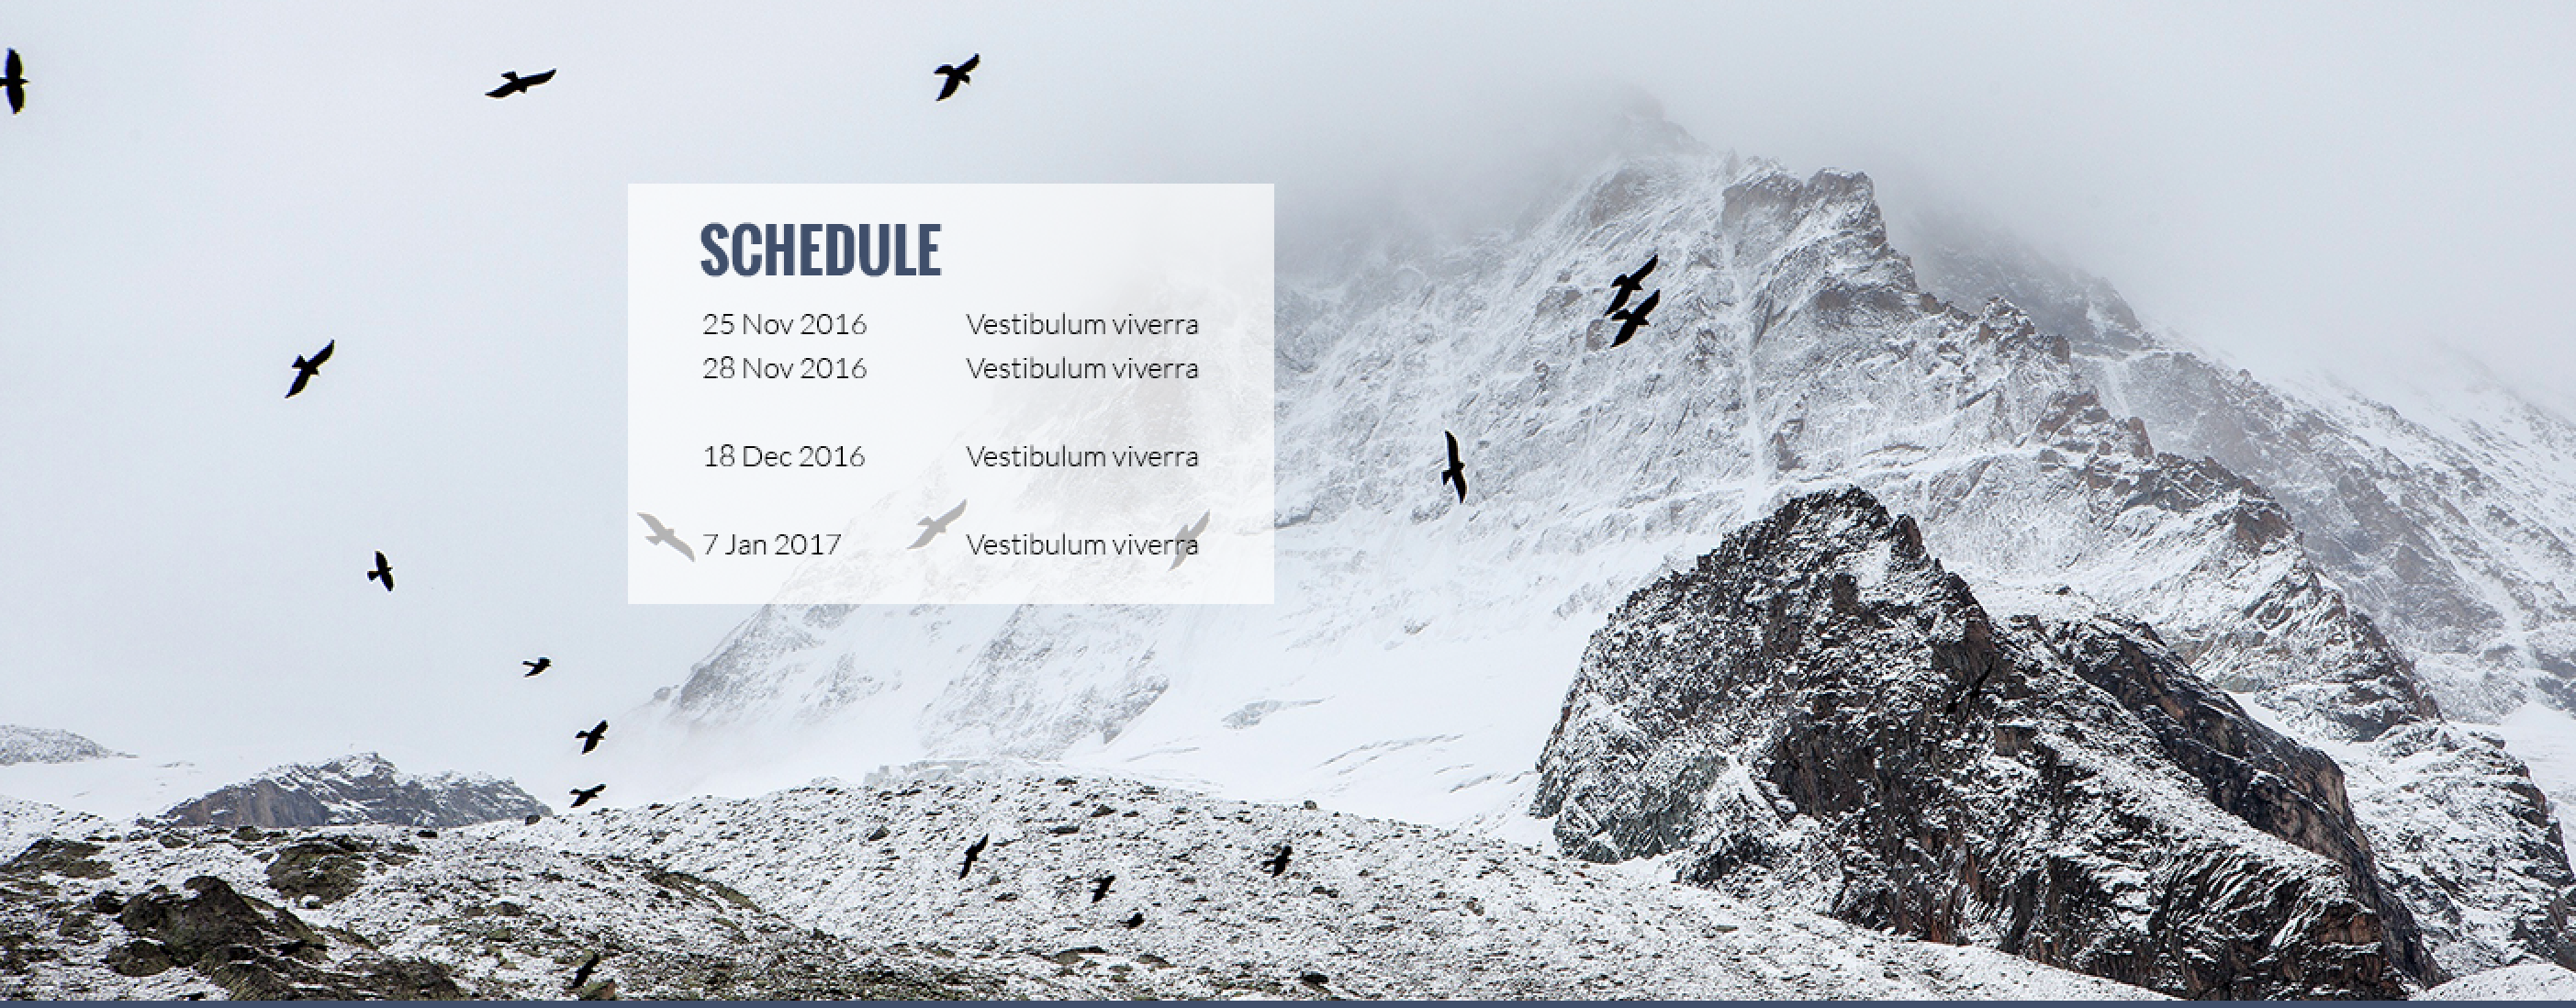 SCHEDULE
25 Nov 2016 Vestibulum viverra
28 Nov 2016 Vestibulum viverra
18 Dec 2016 Vestibulum viverra
7 Jan 2017 Vestibulum viverra